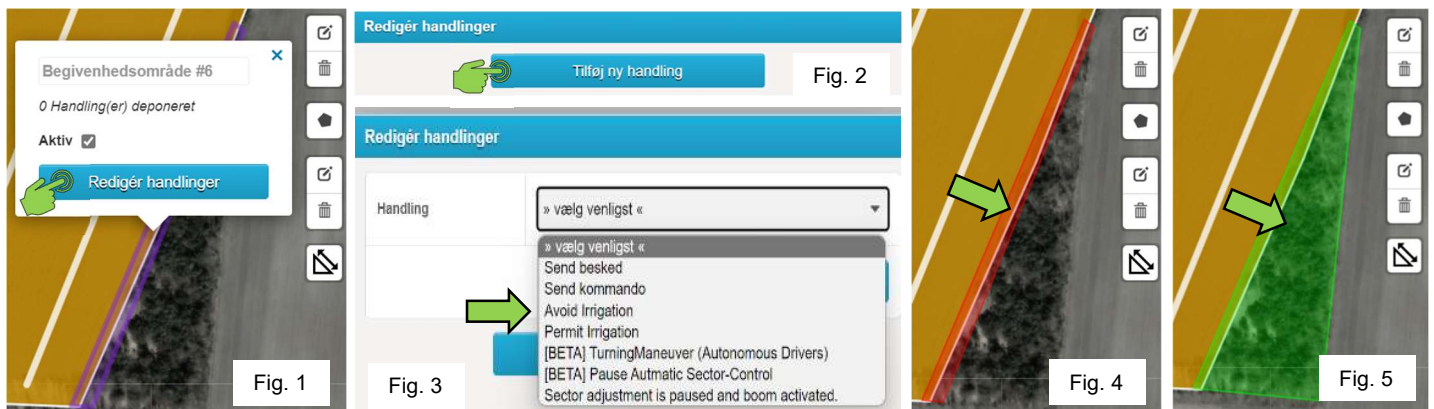 Begivenhedsområde #6
×
0 Handling(er) deponeret
Aktiv
Redigér handlinger
Fig. 1
Redigér handlinger
Tilføj ny handling
Fig. 2
Redigér handlinger
Handling
» vælg venligst «
» vælg venligst «
Send besked
Send kommando
Avoid Irrigation
Permit Irrigation
[BETA] TurningManeuver (Autonomous Drivers)
[BETA] Pause Autmatic Sector-Control
Sector adjustment is paused and boom activated.
Fig. 3
Fig. 4
Fig. 5